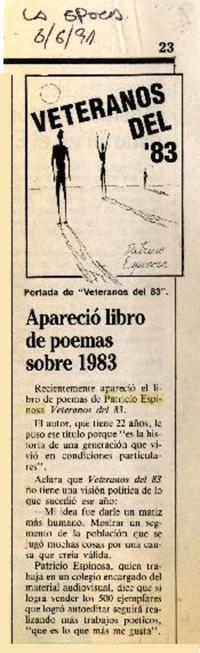 LA EPOCA
6/6/91
23
VETERANOS
DEL
'83
Patricio
Espinosa
Portada de "Veteranos del 83".
Apareció libro
de poemas
sobre 1983
Recientemente apareció el li-
bro de poemas de Patricio Espi-
nosa Veteranos del 83.
El autor, que tiene 22 años, le
puso ese título porque "es la his-
toria de una generación que vi-
vió en condiciones particula-
res".
Aclara que Veteranos del 83
no tiene una visión política de lo
que sucedió ese año:
—Mi idea fue darle un matiz
más humano. Mostrar un seg-
mento de la población que se
jugó muchas cosas por una cau-
sa que creía válida.
Patricio Espinosa, quien tra-
baja en un colegio encargado del
material audiovisual, dice que si
logra vender los 500 ejemplares
que logró autoeditar seguirá rea-
lizando más trabajos poéticos,
"que es lo que más me gusta".